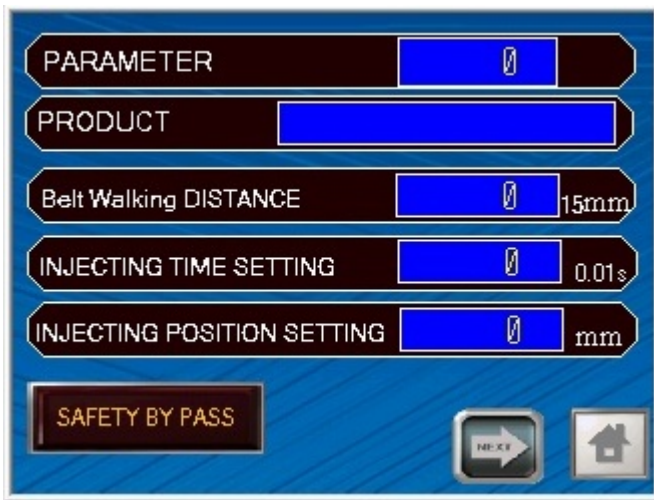 PARAMETER 0
PRODUCT
Belt Walking DISTANCE 0 15mm
INJECTING TIME SETTING 0 0.01s
INJECTING POSITION SETTING 0 mm
SAFETY BY PASS
NEXT